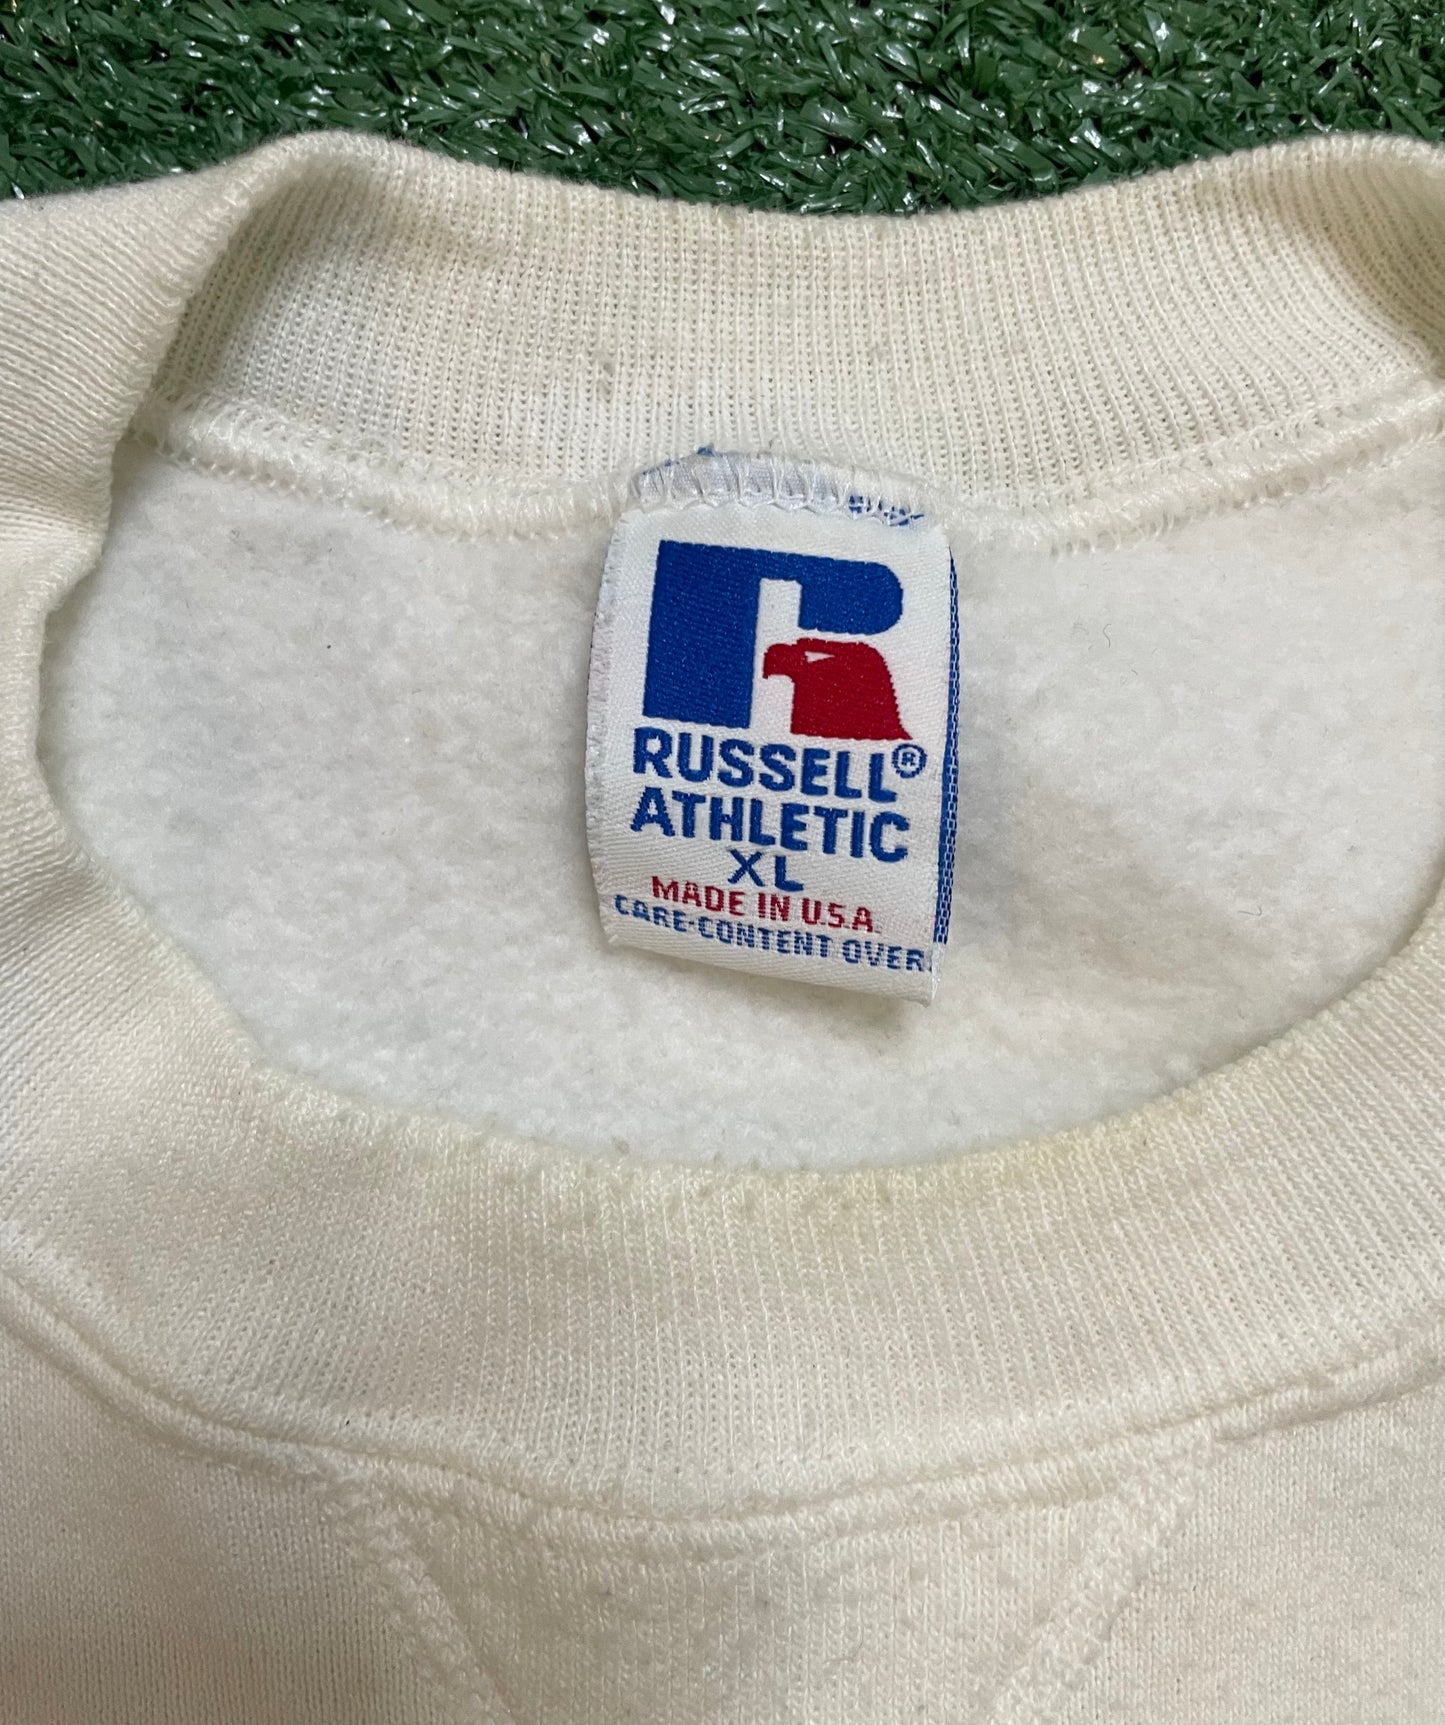 R
RUSSELL®
ATHLETIC
XL
MADE IN U.S.A.
CARE-CONTENT OVER